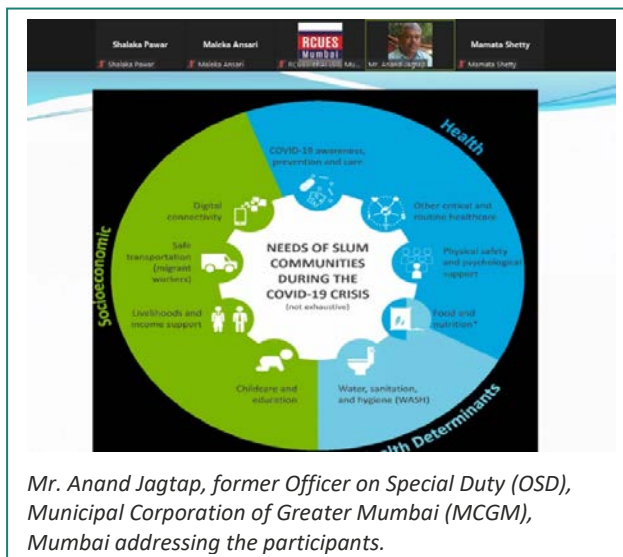 Shalaka Pawar
Maleka Ansari
RCUES
Mumbai
Mamata Shetty
Shalaka Pawar
Maleka Ansari
Mr. Anand Jagtap
Mamata Shetty
Health
COVID-19 awareness,
prevention and care
Digital
connectivity
Other critical and
routine healthcare
Socioeconomic
Safe
transportation
(migrant
workers)
NEEDS OF SLUM
COMMUNITIES
DURING THE
COVID-19 CRISIS
(not exhaustive)
Physical safety
and psychological
support
Livelihoods and
income support
Food and
nutrition*
Childcare and
education
Water, sanitation,
and hygiene (WASH)
Determinants
Mr. Anand Jagtap, former Officer on Special Duty (OSD),
Municipal Corporation of Greater Mumbai (MCGM),
Mumbai addressing the participants.